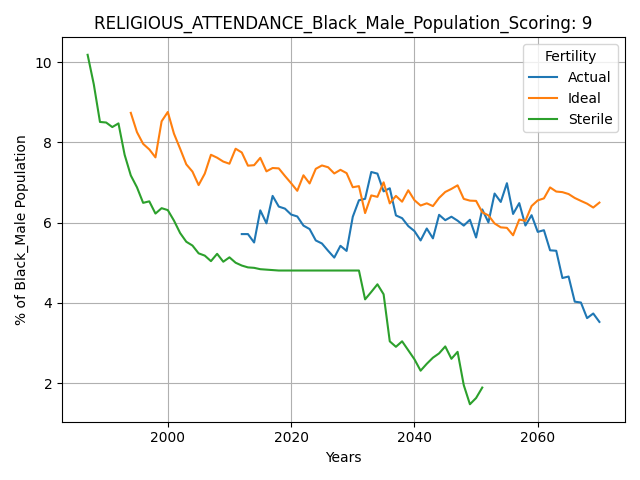 RELIGIOUS_ATTENDANCE_Black_Male_Population_Scoring: 9
Fertility
Actual
Ideal
Sterile
% of Black_Male Population
10
8
6
4
2
2000 2020 2040 2060
Years